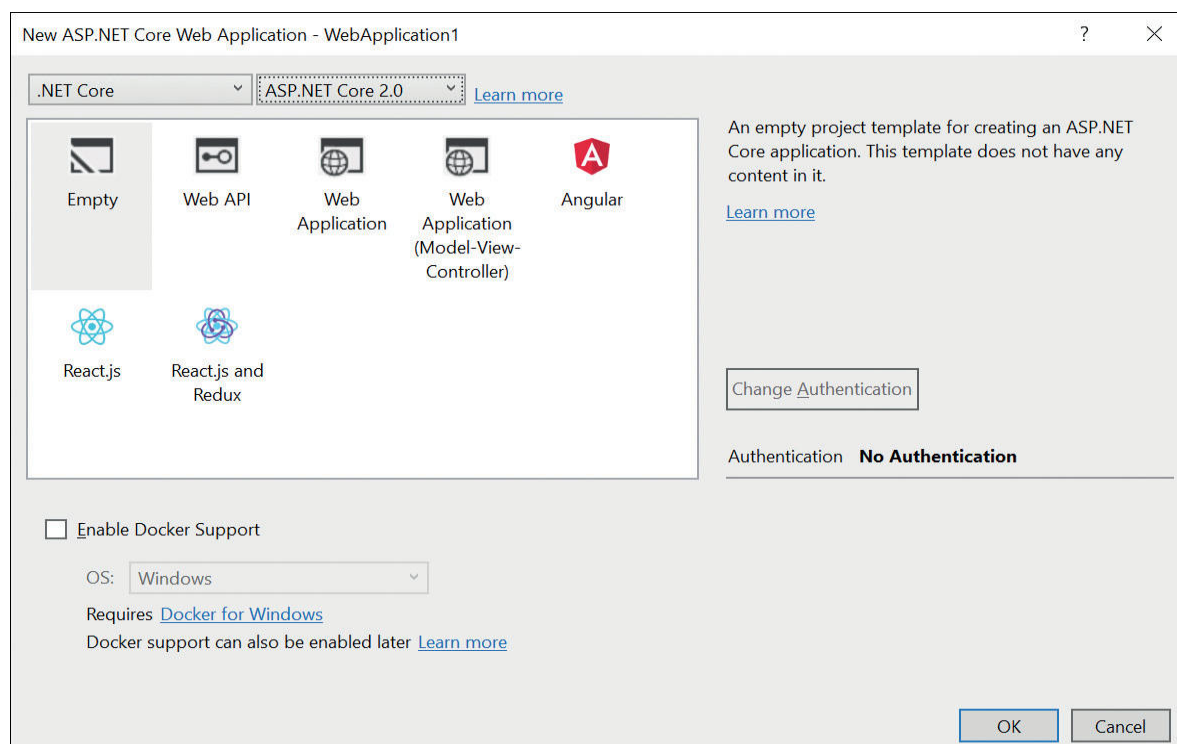 New ASP.NET Core Web Application - WebApplication1
?
.NET Core
ASP.NET Core 2.0
Learn more
Empty
Web API
Web
Application
Web
Application
(Model-View-
Controller)
Angular
React.js
React.js and
Redux
An empty project template for creating an ASP.NET
Core application. This template does not have any
content in it.
Learn more
Change Authentication
Authentication No Authentication
Enable Docker Support
OS: Windows
Requires Docker for Windows
Docker support can also be enabled later Learn more
OK
Cancel